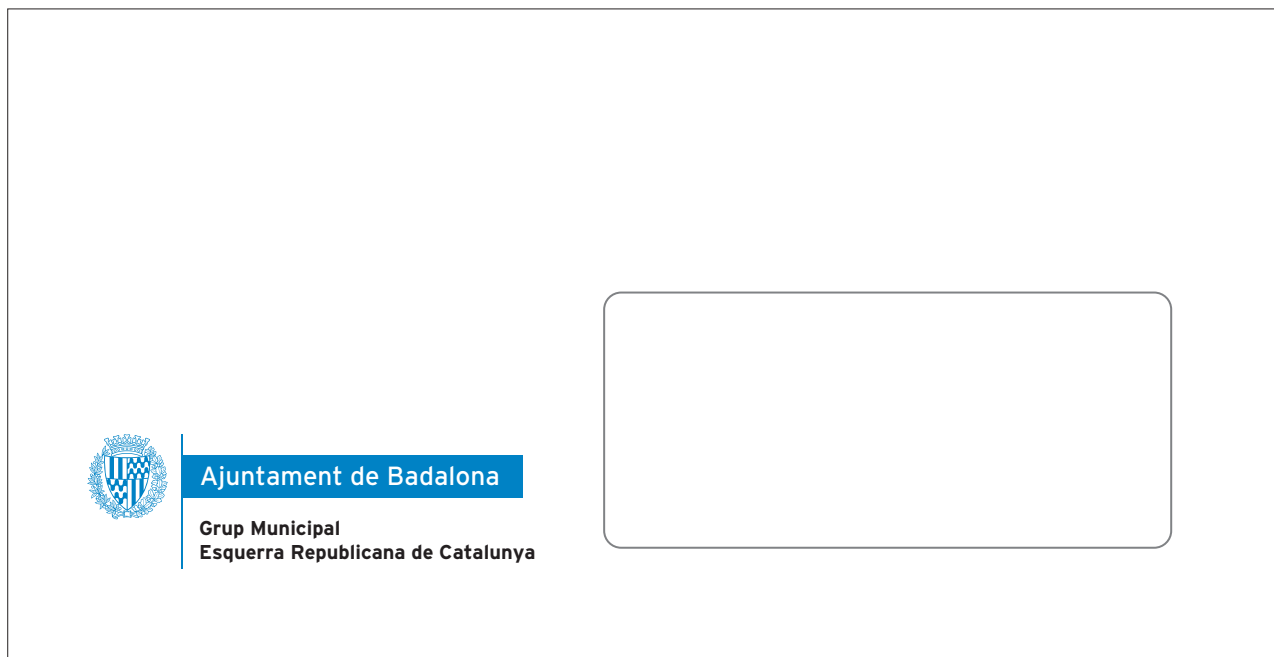 Ajuntament de Badalona
Grup Municipal
Esquerra Republicana de Catalunya